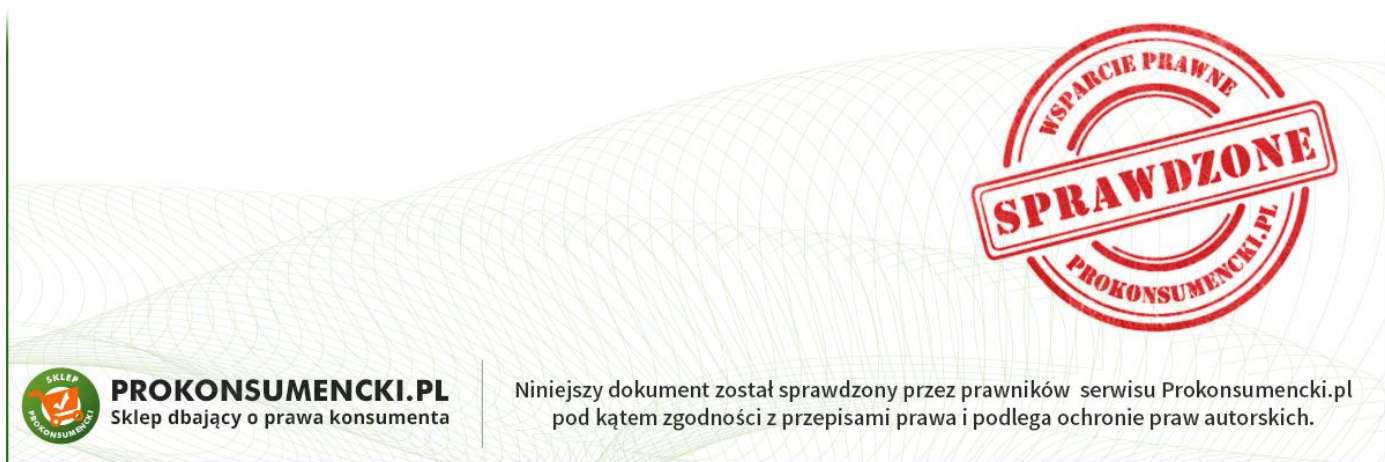 WSPARCIE PRAWNE
SPRAWDZONE
PROKONSUMENCKI.PL
SKLEP
PROKONSUMENCKI
PROKONSUMENCKI.PL
Sklep dbający o prawa konsumenta
Niniejszy dokument został sprawdzony przez prawników serwisu Prokonsumencki.pl
pod kątem zgodności z przepisami prawa i podlega ochronie praw autorskich.